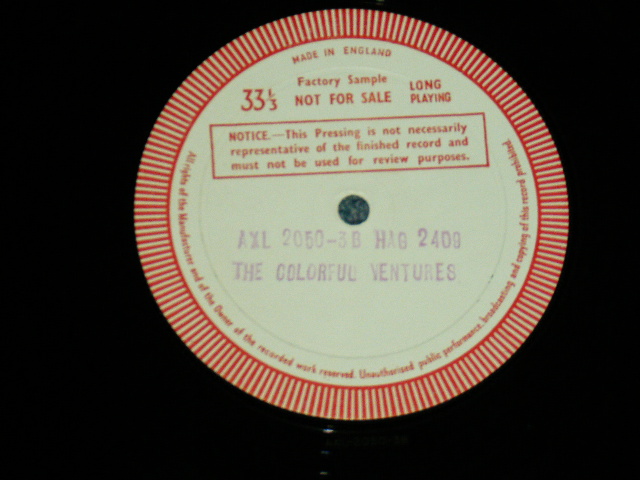 MADE IN ENGLAND
Factory Sample
33⅓ NOT FOR SALE LONG PLAYING
NOTICE.—This Pressing is not necessarily
representative of the finished record and
must not be used for review purposes.
AXL 2050-3B HAG 2409
THE COLORFUL VENTURES
All rights of the Manufacturer and of the Owner of the recorded work reserved. Unauthorised public performance, broadcasting and copying of this record prohibited.